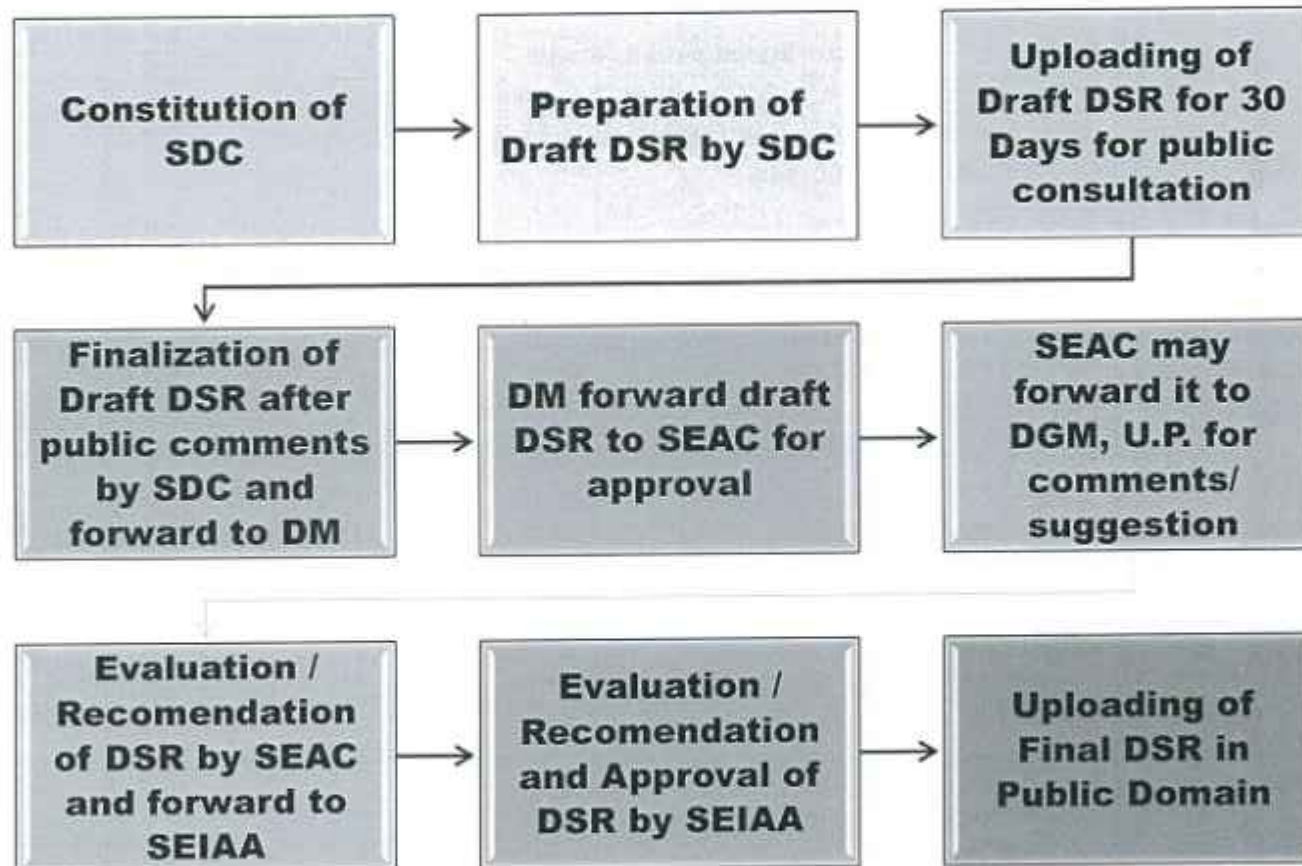 Constitution of
SDC
Preparation of
Draft DSR by SDC
Uploading of
Draft DSR for 30
Days for public
consultation
Finalization of
Draft DSR after
public comments
by SDC and
forward to DM
DM forward draft
DSR to SEAC for
approval
SEAC may
forward it to
DGM, U.P. for
comments/
suggestion
Evaluation /
Recomendation
of DSR by SEAC
and forward to
SEIAA
Evaluation /
Recomendation
and Approval of
DSR by SEIAA
Uploading of
Final DSR in
Public Domain